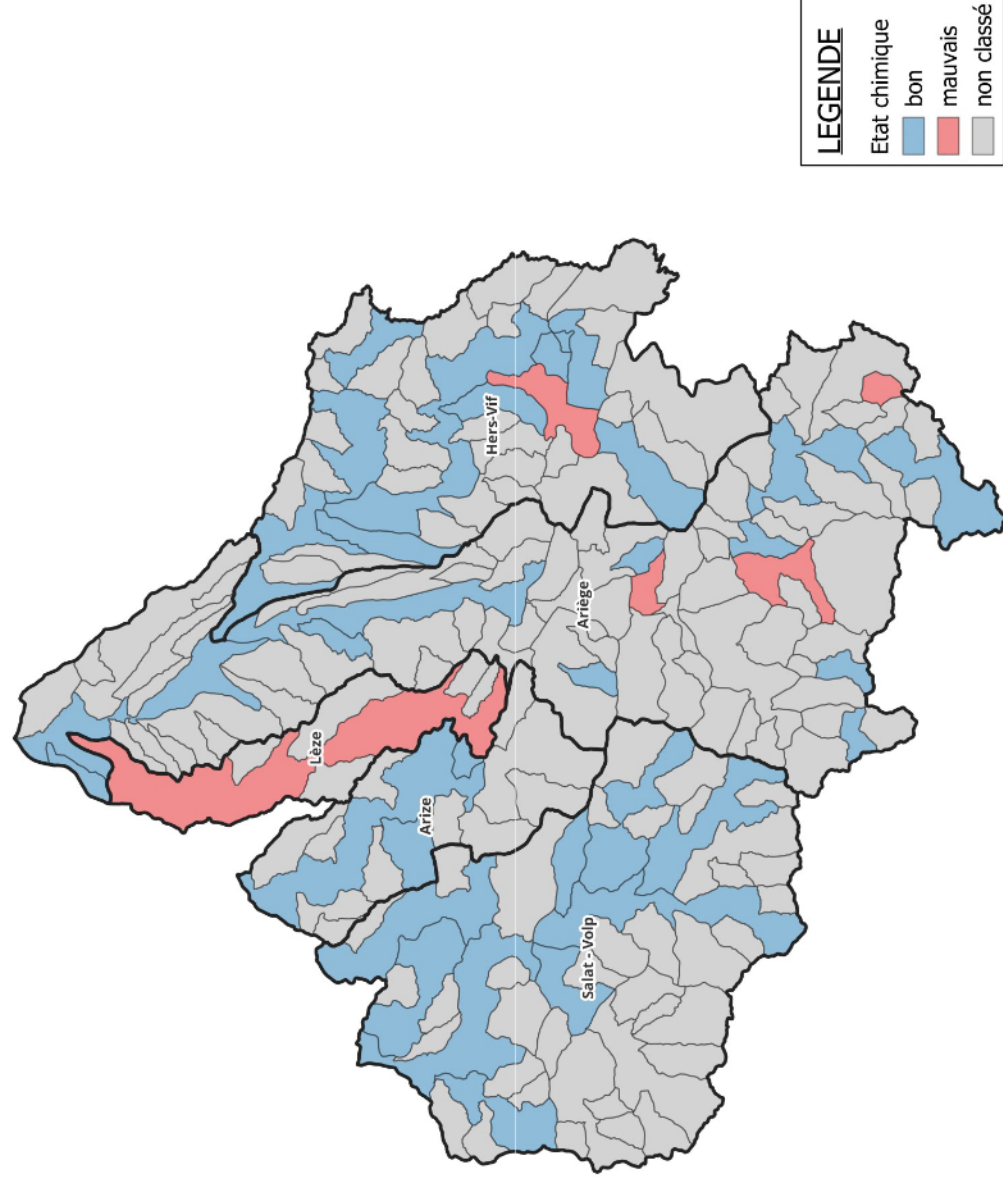 LEGENDE
Etat chimique
bon
mauvais
non classé
Hers-Vif
Ariège
Lèze
Arize
Salat - Volp